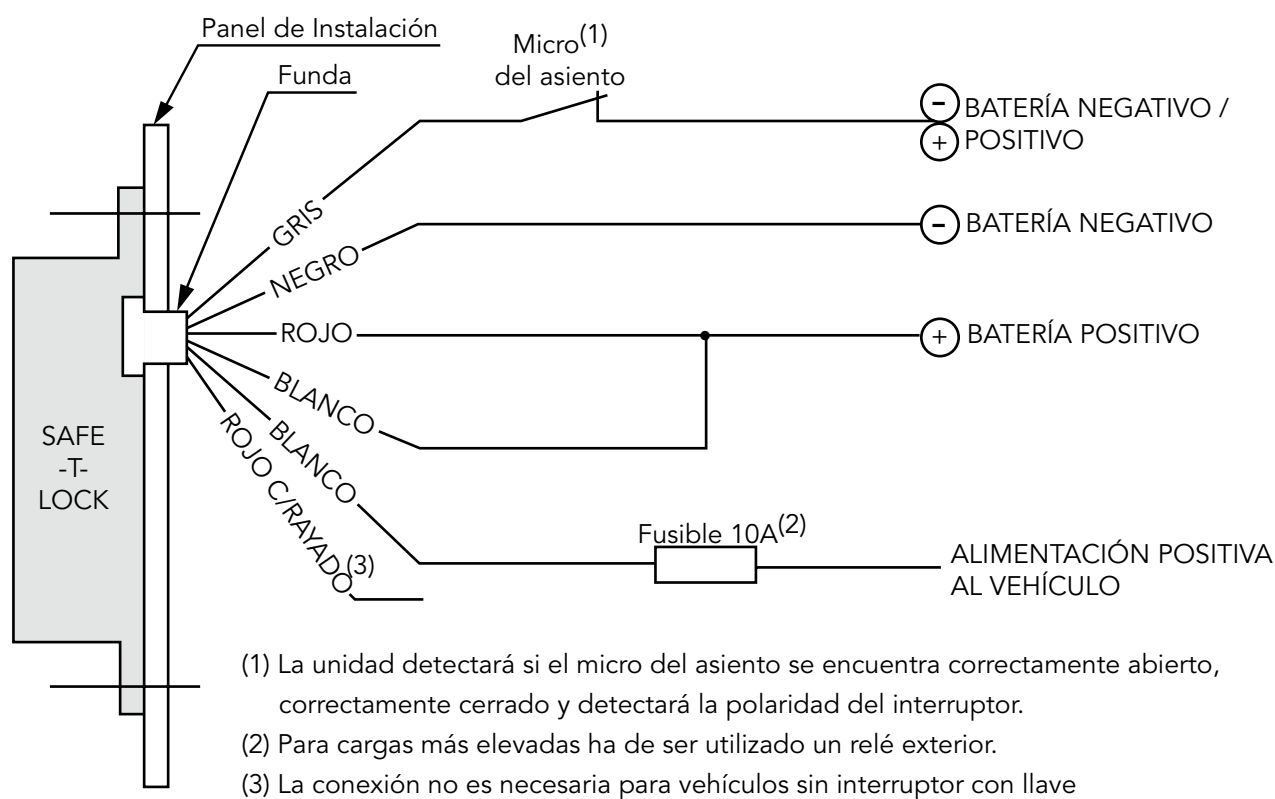 Panel de Instalación
Funda
Micro(1)
del asiento
- BATERÍA NEGATIVO /
+ POSITIVO
GRIS
- BATERÍA NEGATIVO
NEGRO
ROJO
+ BATERÍA POSITIVO
BLANCO
BLANCO
ROJO C/RAYADO(3)
SAFE
-T-
LOCK
Fusible 10A(2)
ALIMENTACIÓN POSITIVA
AL VEHÍCULO
(1) La unidad detectará si el micro del asiento se encuentra correctamente abierto,
correctamente cerrado y detectará la polaridad del interruptor.
(2) Para cargas más elevadas ha de ser utilizado un relé exterior.
(3) La conexión no es necesaria para vehículos sin interruptor con llave